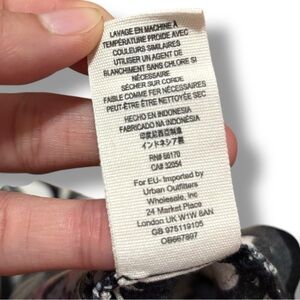 LAVAGE EN MACHINE À
TEMPÉRATURE FROIDE AVEC
COULEURS SIMILAIRES
UTILISER UN AGENT DE
BLANCHIMENT SANS CHLORE SI
NÉCESSAIRE
SÉCHER SUR CORDE
FAIBLE COMME FER NÉCESSAIRES
PEUT-ÊTRE ÊTRE NETTOYÉE SEC
HECHO EN INDONESIA
FABRICADO NA INDONÉSIA
印度尼西亚制造
インドネシア製
RN# 66170
CA# 32054
For EU- Imported by
Urban Outfitters
Wholesale, Inc
24 Market Place
London UK W1W 8AN
GB 975119105
OB667897